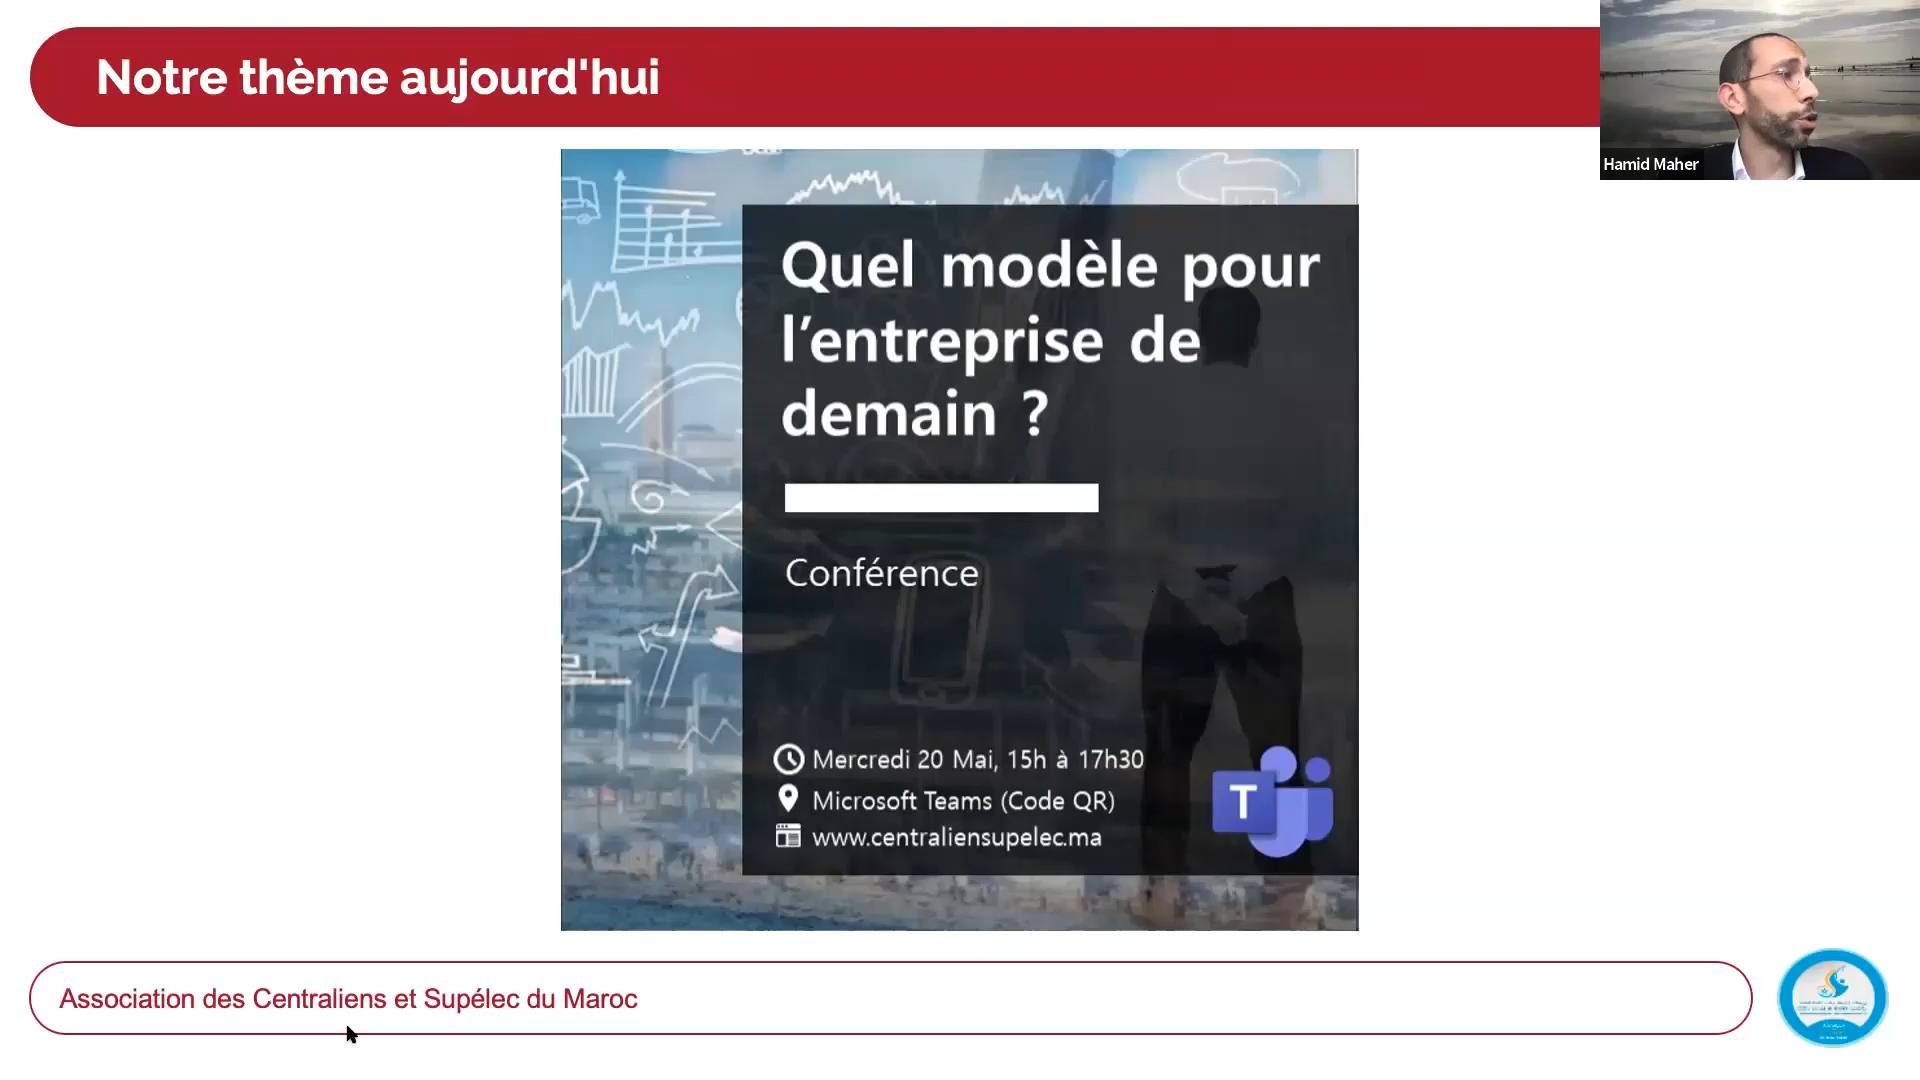 Notre thème aujourd'hui
Hamid Maher
Quel modèle pour
l’entreprise de
demain ?
Conférence
Mercredi 20 Mai, 15h à 17h30
Microsoft Teams (Code QR)
T
www.centraliensupelec.ma
Association des Centraliens et Supélec du Maroc